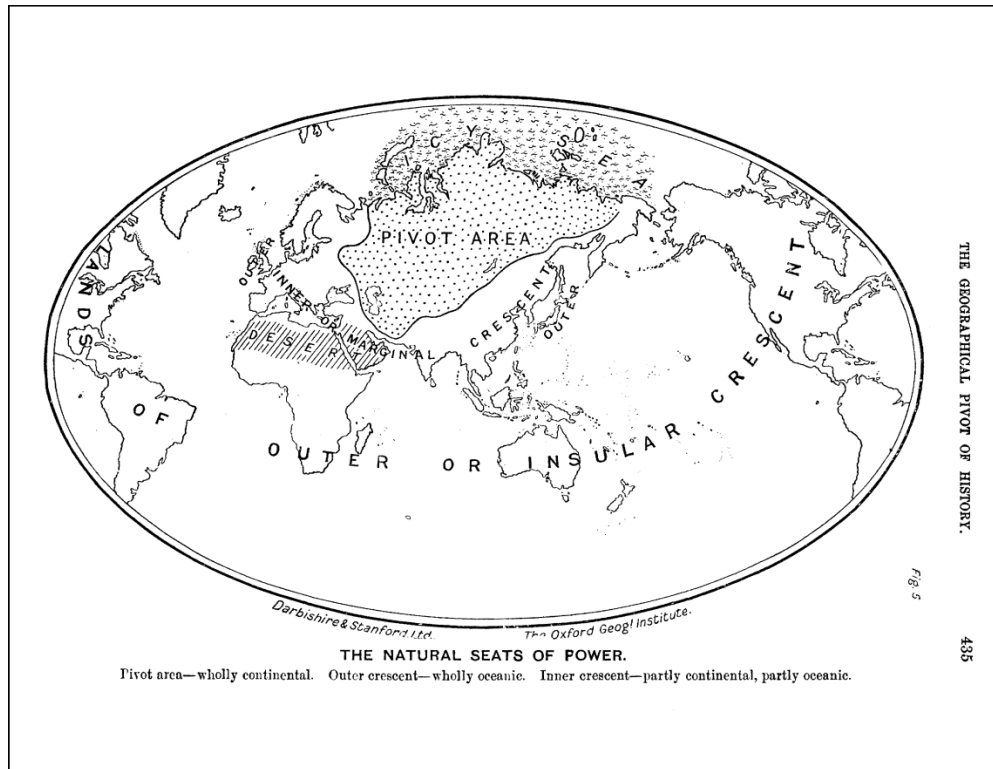 THE GEOGRAPHICAL PIVOT OF HISTORY.
435
Fig. 5
ICY SEA
PIVOT AREA
LANDS
OF
OUTER OR INSULAR CRESCENT
OUTER
INNER OR MARGINAL
CRESCENT
OUTER
DESERT
Darbishire & Stanford. Ltd.
The Oxford Geogl Institute.
THE NATURAL SEATS OF POWER.
Pivot area—wholly continental. Outer crescent—wholly oceanic. Inner crescent—partly continental, partly oceanic.